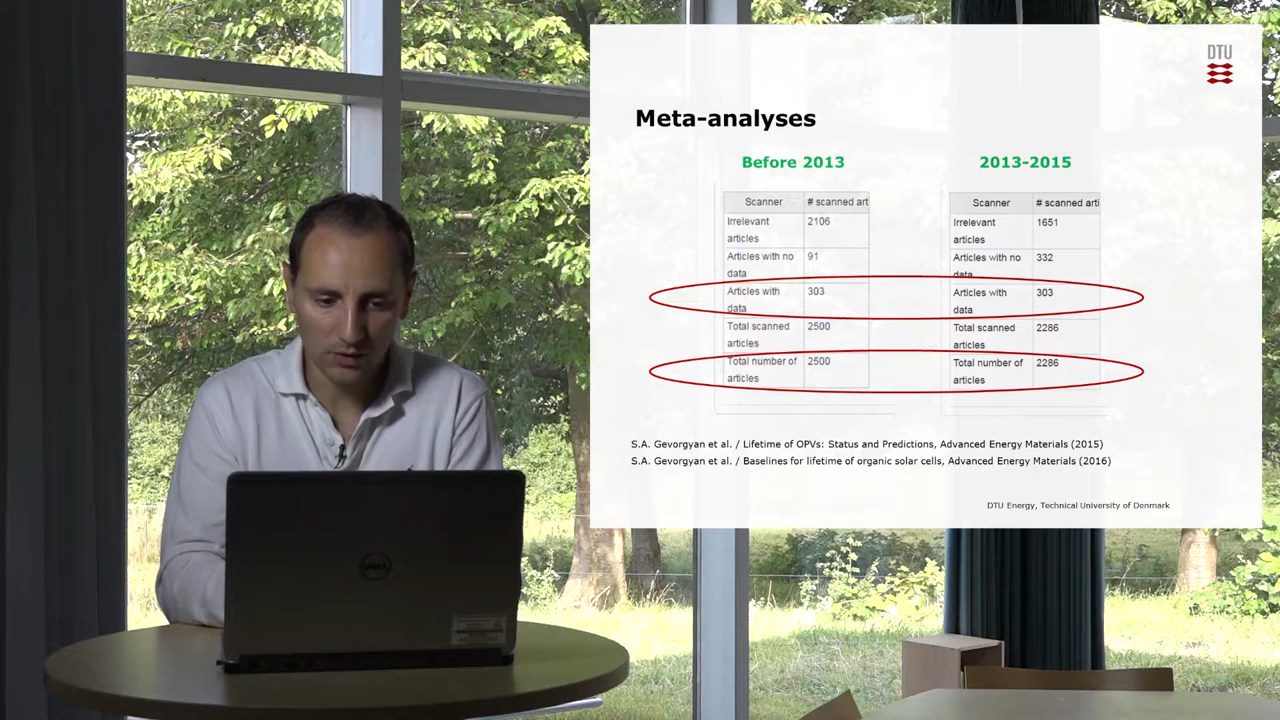 DTU
Meta-analyses
Before 2013
2013-2015
Scanner # scanned art
Irrelevant 2106
articles
Articles with no 91
data
Articles with 303
data
Total scanned 2500
articles
Total number of 2500
articles
Scanner # scanned arti
Irrelevant 1651
articles
Articles with no 332
data
Articles with 303
data
Total scanned 2286
articles
Total number of 2286
articles
S.A. Gevorgyan et al. / Lifetime of OPVs: Status and Predictions, Advanced Energy Materials (2015)
S.A. Gevorgyan et al. / Baselines for lifetime of organic solar cells, Advanced Energy Materials (2016)
DTU Energy, Technical University of Denmark
DELL